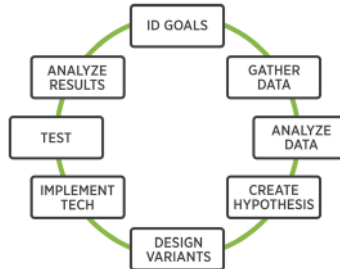 ID GOALS
GATHER
DATA
ANALYZE
DATA
CREATE
HYPOTHESIS
DESIGN
VARIANTS
IMPLEMENT
TECH
TEST
ANALYZE
RESULTS